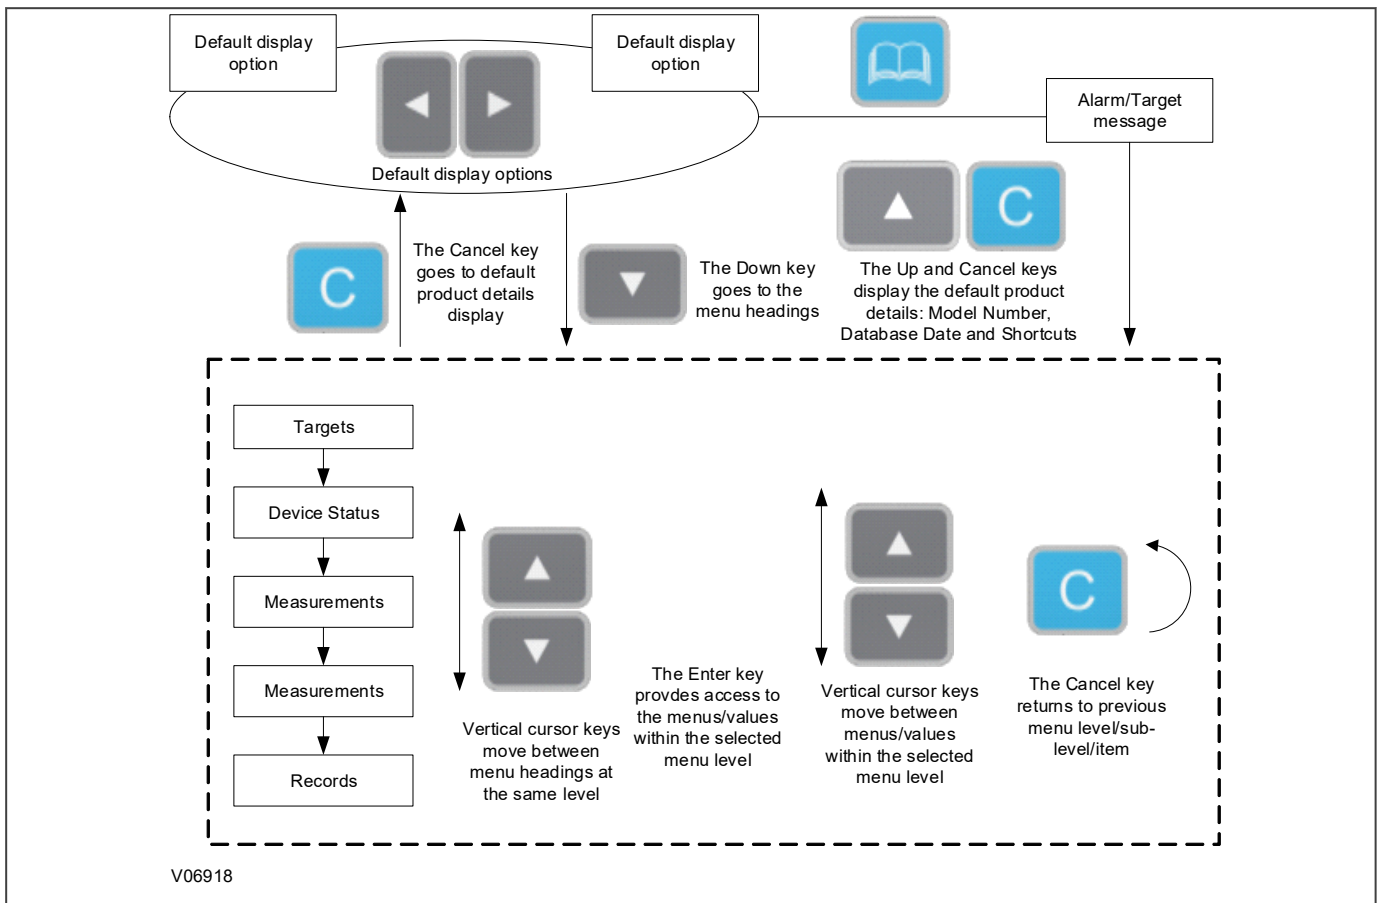 Default display
option
Default display
option
Alarm/Target
message
Default display options
C
The Cancel key
goes to default
product details
display
The Down key
goes to the
menu headings
C
The Up and Cancel keys
display the default product
details: Model Number,
Database Date and Shortcuts
Targets
Device Status
Measurements
Measurements
Records
Vertical cursor keys
move between
menu headings at
the same level
The Enter key
provdes access to
the menus/values
within the selected
menu level
Vertical cursor keys
move between
menus/values
within the selected
menu level
C
The Cancel key
returns to previous
menu level/sub-
level/item
V06918